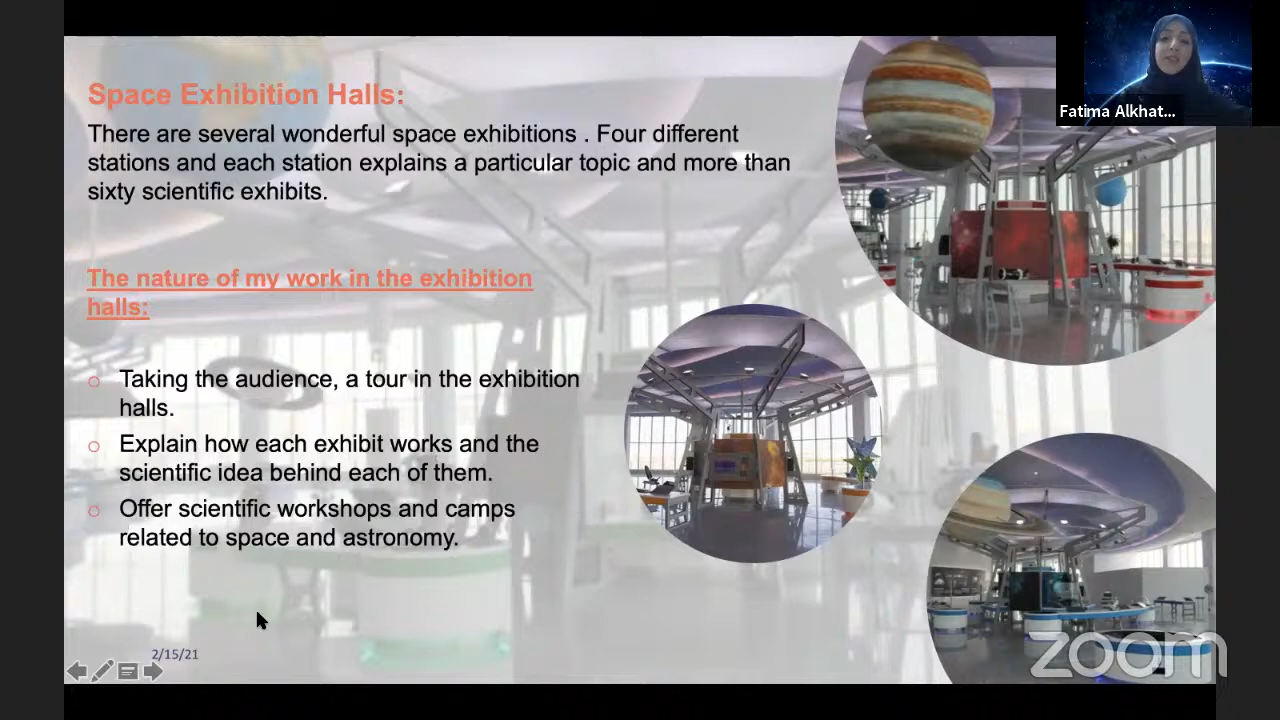 Space Exhibition Halls:
There are several wonderful space exhibitions . Four different
stations and each station explains a particular topic and more than
sixty scientific exhibits.
The nature of my work in the exhibition
halls:
Taking the audience, a tour in the exhibition
halls.
Explain how each exhibit works and the
scientific idea behind each of them.
Offer scientific workshops and camps
related to space and astronomy.
2/15/21
Fatima Alkhat...
zoom